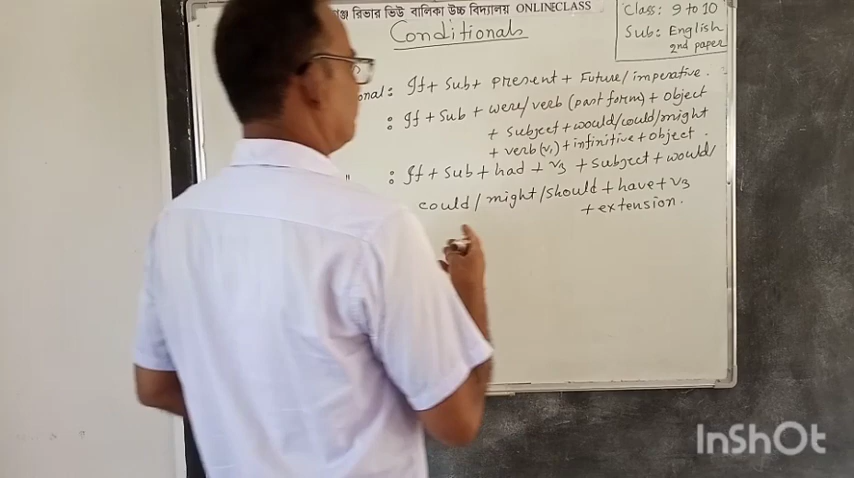 রিভার ভিউ বালিকা উচ্চ বিদ্যালয় ONLINECLASS
Class: 9 to 10
Sub: English
2nd paper
Conditionals
onal: If + Sub + present + Future/imperative.
: If + Sub + were/verb (past form) + object
+ subject + would/could/might
+ verb (v1) + infinitive + object.
" : If + Sub + had + v3 + subject + would/
could/might/should + have + v3
+ extension.
InShOt